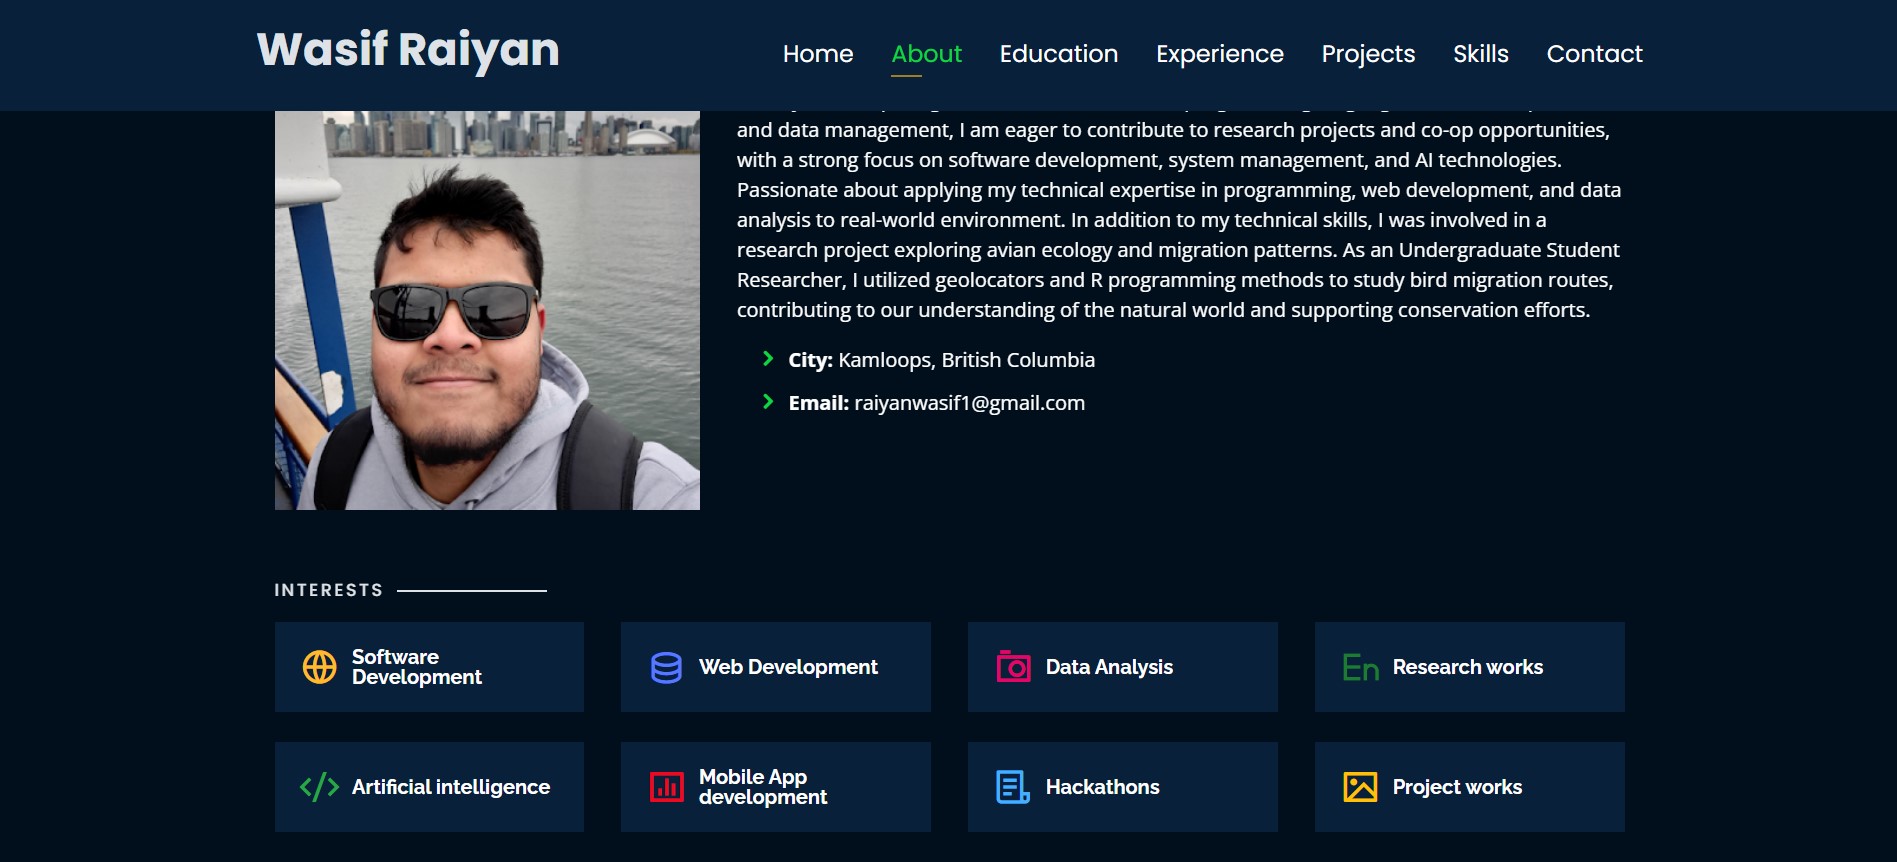 Wasif Raiyan
Home About Education Experience Projects Skills Contact
and data management, I am eager to contribute to research projects and co-op opportunities,
with a strong focus on software development, system management, and AI technologies.
Passionate about applying my technical expertise in programming, web development, and data
analysis to real-world environment. In addition to my technical skills, I was involved in a
research project exploring avian ecology and migration patterns. As an Undergraduate Student
Researcher, I utilized geolocators and R programming methods to study bird migration routes,
contributing to our understanding of the natural world and supporting conservation efforts.
City: Kamloops, British Columbia
Email: raiyanwasif1@gmail.com
INTERESTS
Software
Development
Web Development
Data Analysis
En Research works
Artificial intelligence
Mobile App
development
Hackathons
Project works